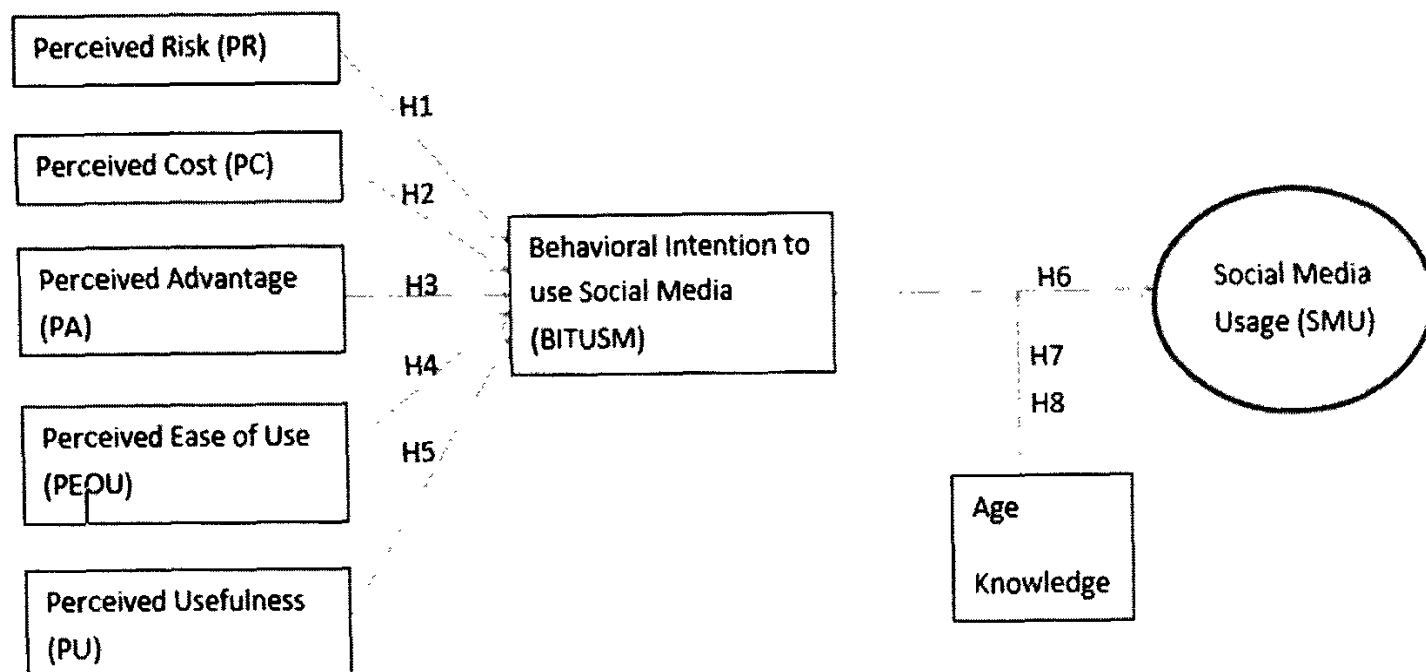 Perceived Risk (PR)
H1
Perceived Cost (PC)
H2
Perceived Advantage
(PA)
H3
H4
Perceived Ease of Use
(PEOU)
H5
Perceived Usefulness
(PU)
Behavioral Intention to
use Social Media
(BITUSM)
H6
H7
H8
Social Media
Usage (SMU)
Age
Knowledge